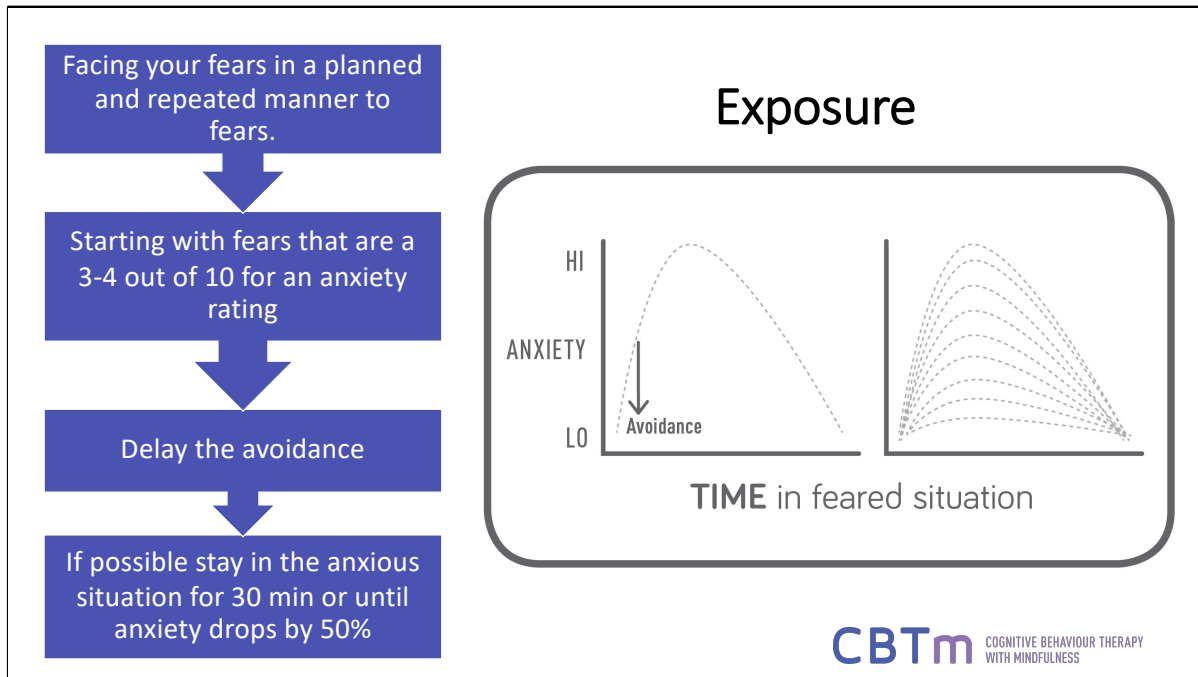 Facing your fears in a planned
and repeated manner to
fears.
Starting with fears that are a
3-4 out of 10 for an anxiety
rating
Delay the avoidance
If possible stay in the anxious
situation for 30 min or until
anxiety drops by 50%
Exposure
HI
ANXIETY
LO
Avoidance
TIME in feared situation
CBTm COGNITIVE BEHAVIOUR THERAPY
WITH MINDFULNESS